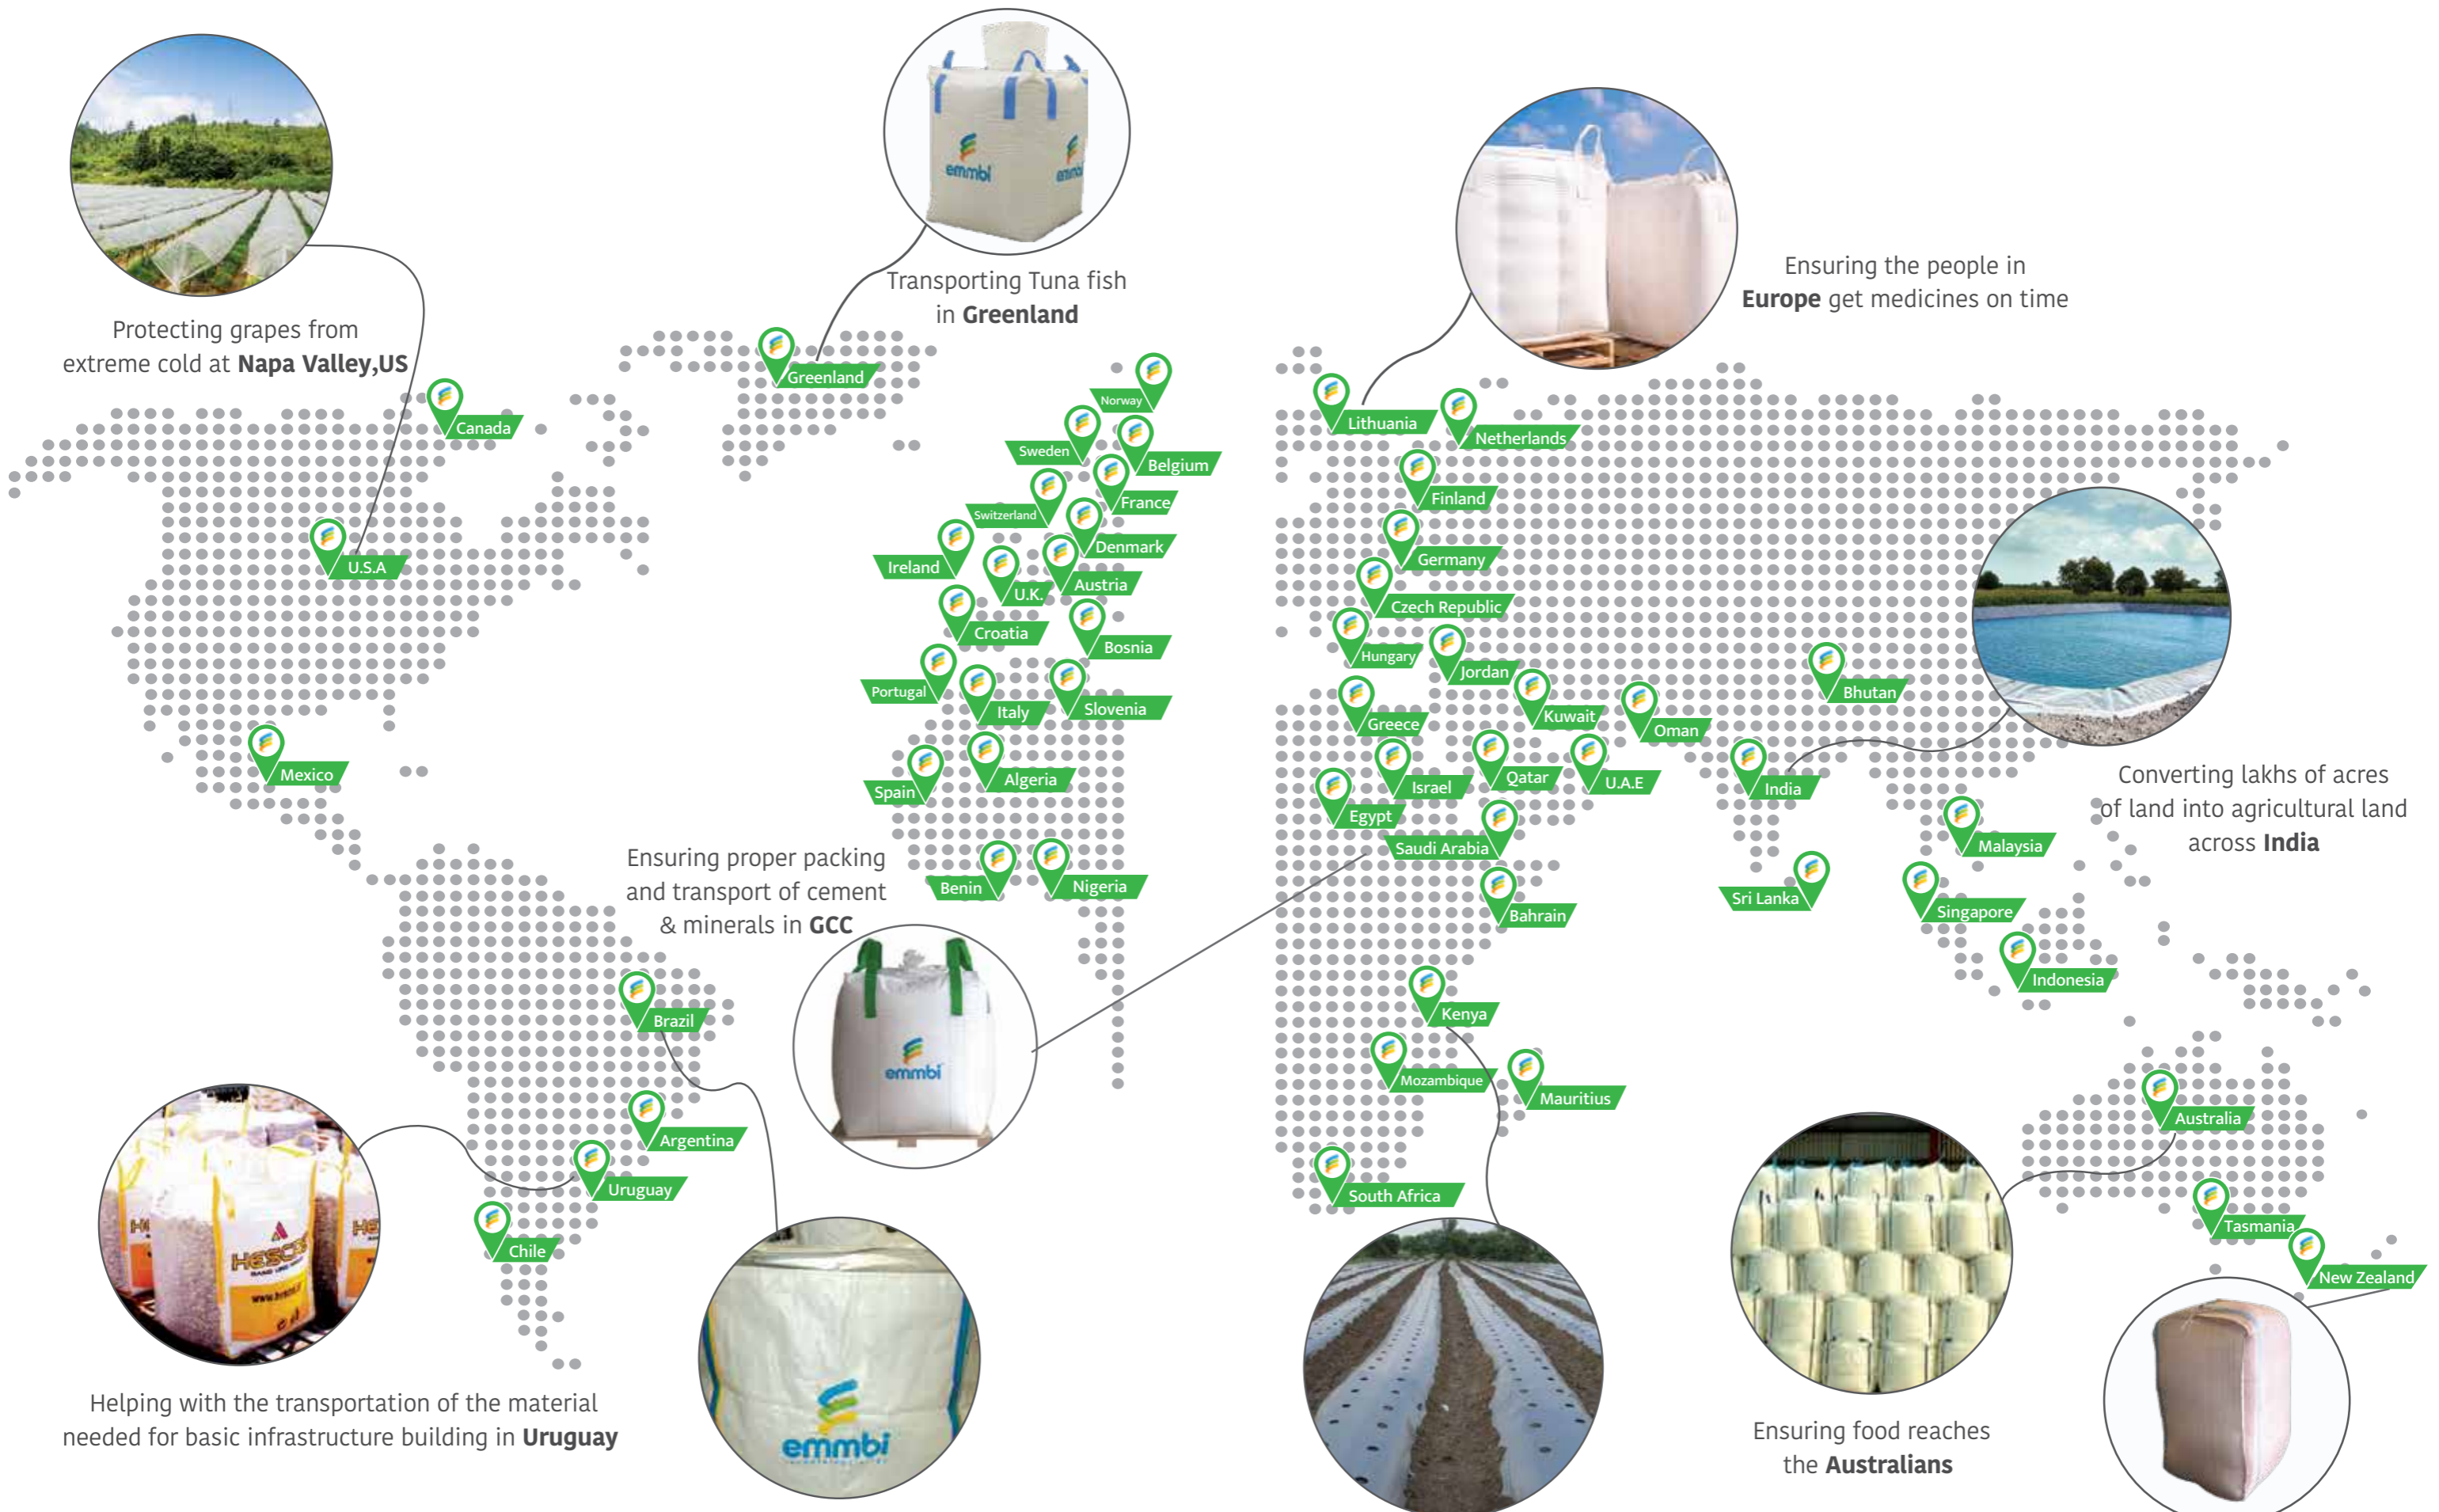 Protecting grapes from
extreme cold at Napa Valley,US
emmbi
Transporting Tuna fish
in Greenland
Ensuring the people in
Europe get medicines on time
Greenland
Canada
U.S.A
Mexico
Norway
Sweden
Belgium
Switzerland
France
Ireland
Denmark
U.K.
Austria
Croatia
Bosnia
Portugal
Italy
Slovenia
Spain
Algeria
Benin
Nigeria
Lithuania
Netherlands
Finland
Germany
Czech Republic
Hungary
Jordan
Greece
Kuwait
Oman
Israel
Qatar
U.A.E
Egypt
Saudi Arabia
Bahrain
Bhutan
India
Sri Lanka
Malaysia
Singapore
Indonesia
Converting lakhs of acres
of land into agricultural land
across India
Ensuring proper packing
and transport of cement
& minerals in GCC
emmbi
Brazil
Argentina
Uruguay
Chile
Kenya
Mozambique
Mauritius
South Africa
Australia
Tasmania
New Zealand
Helping with the transportation of the material
needed for basic infrastructure building in Uruguay
emmbi
Ensuring food reaches
the Australians